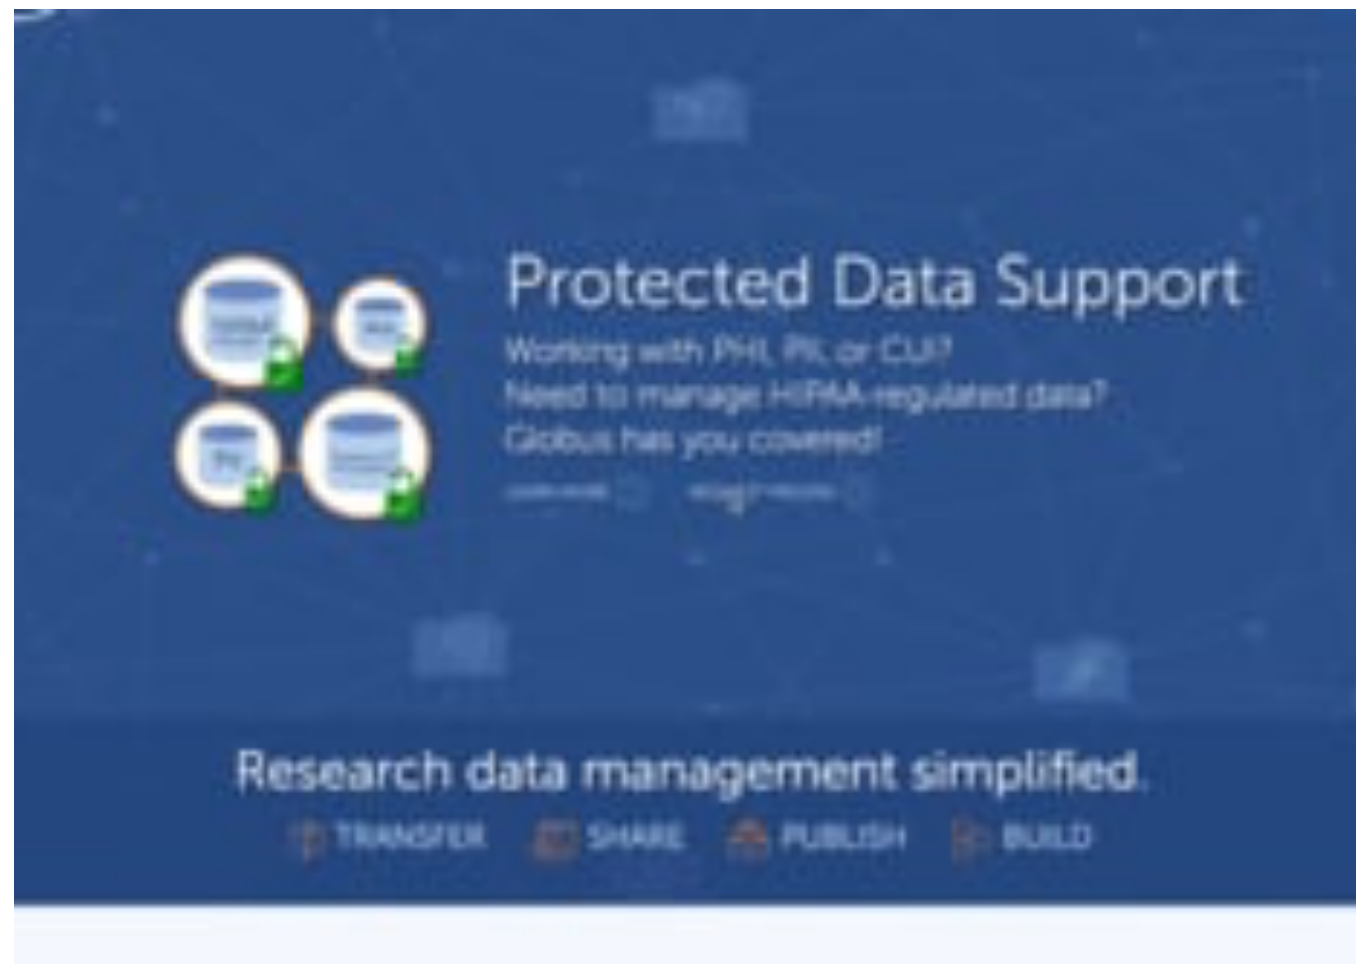 Protected Data Support
Working with PHI, PII, or CUI?
Need to manage HIPAA-regulated data?
Globus has you covered!
Research data management simplified.
TRANSFER SHARE PUBLISH BUILD